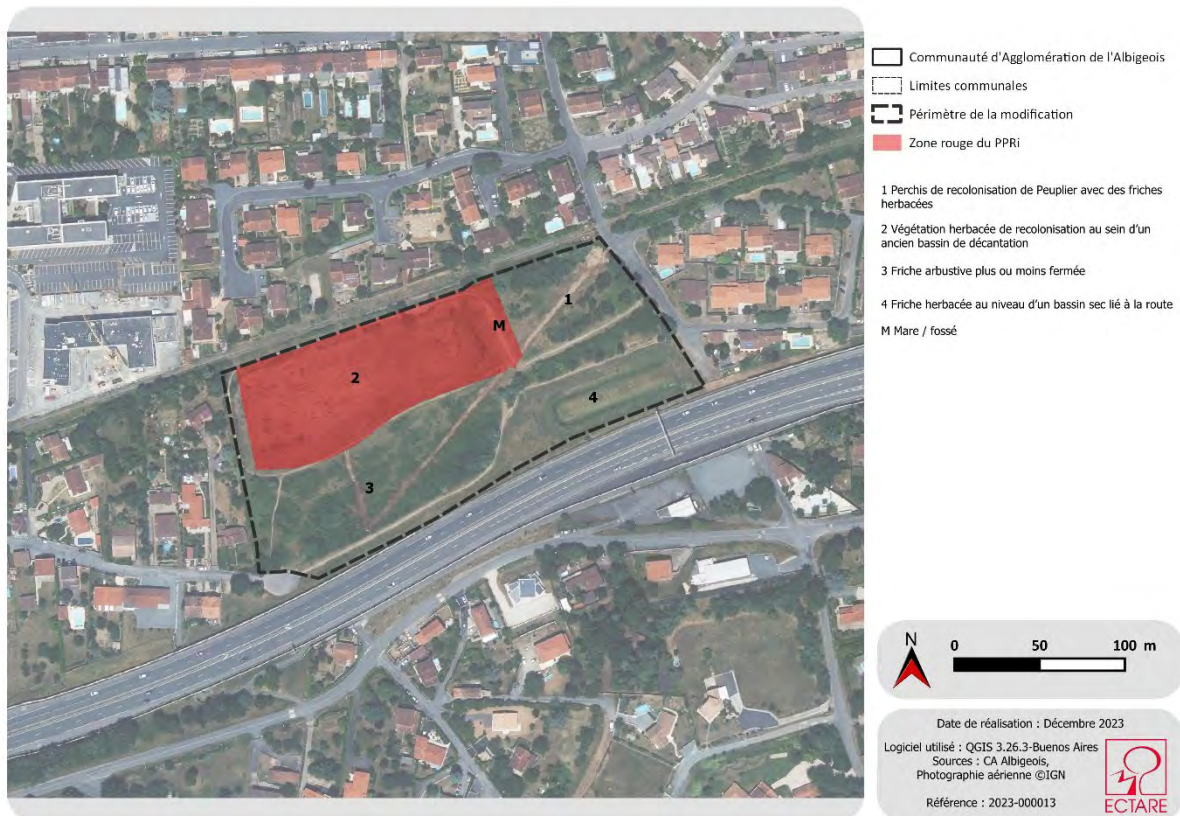 Communauté d'Agglomération de l'Albigeois
Limites communales
Périmètre de la modification
Zone rouge du PPRi
1 Perchis de recolonisation de Peuplier avec des friches
herbacées
2 Végétation herbacée de recolonisation au sein d'un
ancien bassin de décantation
3 Friche arbustive plus ou moins fermée
4 Friche herbacée au niveau d'un bassin sec lié à la route
M Mare / fossé
1
M
2
4
3
N
0 50 100 m
Date de réalisation : Décembre 2023
Logiciel utilisé : QGIS 3.26.3-Buenos Aires
Sources : CA Albigeois,
Photographie aérienne ©IGN
Référence : 2023-000013
ECTARE